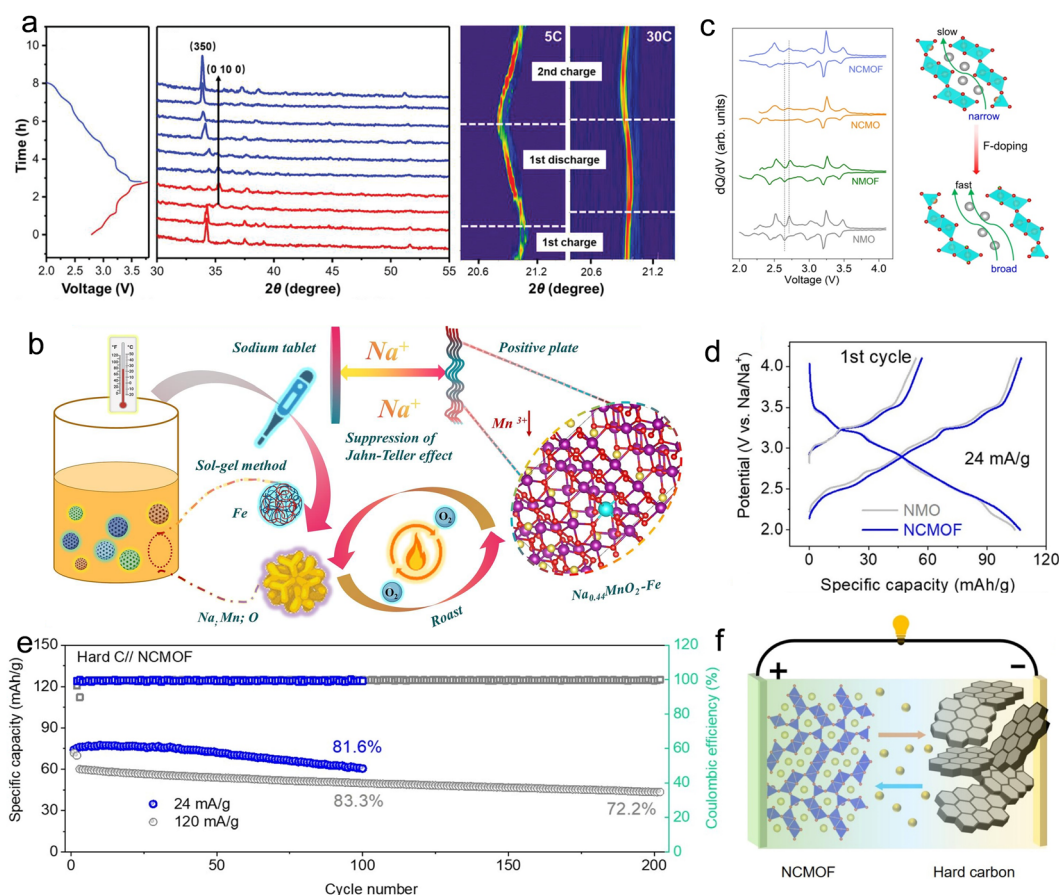 a
Time (h)
10
8
6
4
2
0
2.0
2.5
3.0
3.5
Voltage (V)
(350)
(0 10 0)
30
35
40
45
50
55
2θ (degree)
5C
30C
2nd charge
1st discharge
1st charge
20.6
21.2
20.6
21.2
2θ (degree)
c
dQ/dV (arb. units)
NCMOF
NCMO
NMOF
NMO
2.0
2.5
3.0
3.5
4.0
Voltage (V)
slow
narrow
F-doping
fast
broad
b
°F
°C
Sodium tablet
Na⁺
Na⁺
Positive plate
Suppression of
Jahn-Teller effect
Mn ³⁺
Sol-gel method
Fe
O₂
O₂
Roast
Na; Mn; O
Na₀.₄₄MnO₂-Fe
d
1st cycle
24 mA/g
NMO
NCMOF
Potential (V vs. Na/Na⁺)
4.0
3.5
3.0
2.5
2.0
0
30
60
90
120
Specific capacity (mAh/g)
e
Hard C// NCMOF
Specific capacity (mAh/g)
150
120
90
60
30
0
81.6%
83.3%
72.2%
24 mA/g
120 mA/g
120
100
80
60
40
20
0
Coulombic efficiency (%)
0
50
100
150
200
Cycle number
f
+
−
NCMOF
Hard carbon